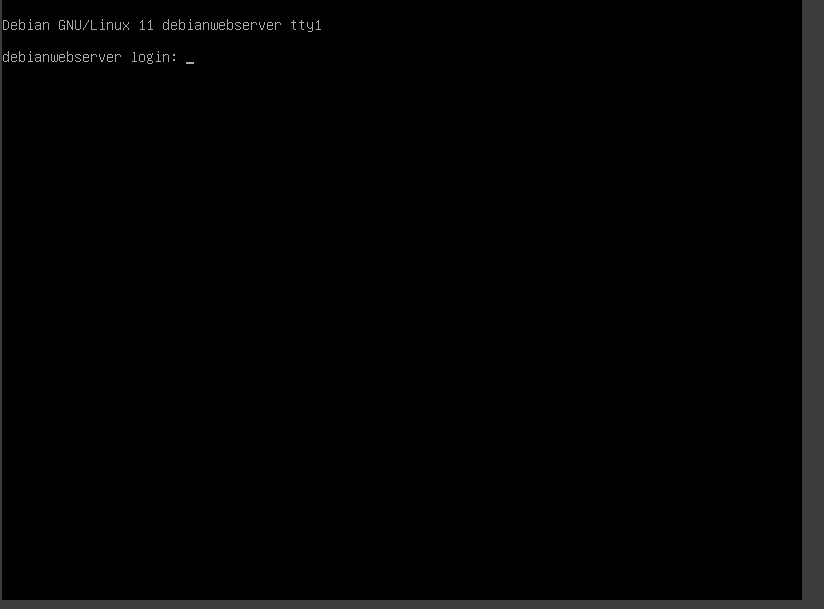 Debian GNU/Linux 11 debianwebserver tty1
debianwebserver login: _